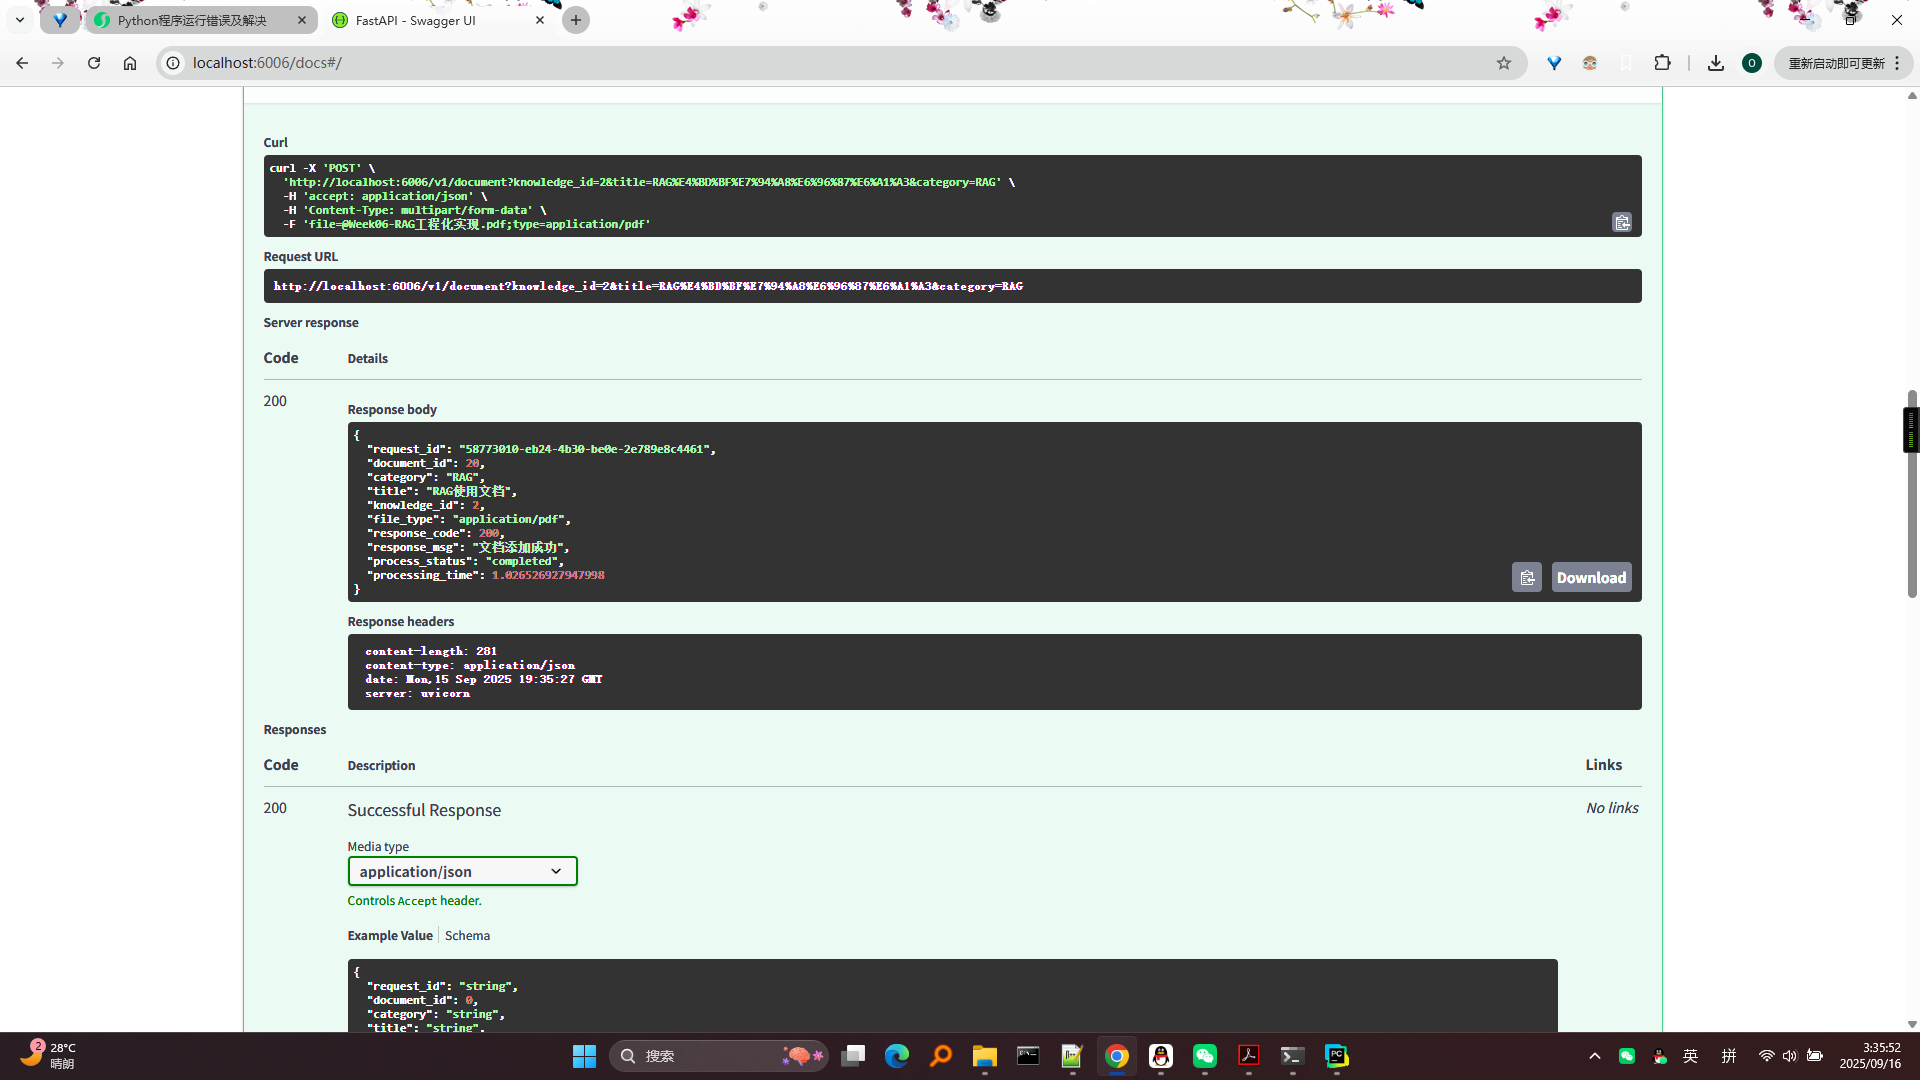 Python程序运行错误及解决
FastAPI - Swagger UI
localhost:6006/docs#/
O
重新启动即可更新
Curl
curl -X 'POST' \
'http://localhost:6006/v1/document?knowledge_id=2&title=RAG%E4%BD%BF%E7%94%A8%E6%96%87%E6%A1%A3&category=RAG' \
-H 'accept: application/json' \
-H 'Content-Type: multipart/form-data' \
-F 'file=@Week06-RAG工程化实现.pdf;type=application/pdf'
Request URL
http://localhost:6006/v1/document?knowledge_id=2&title=RAG%E4%BD%BF%E7%94%A8%E6%96%87%E6%A1%A3&category=RAG
Server response
Code Details
200
Response body
{
"request_id": "58773010-eb24-4b30-be0e-2e789e8c4461",
"document_id": 20,
"category": "RAG",
"title": "RAG使用文档",
"knowledge_id": 2,
"file_type": "application/pdf",
"response_code": 200,
"response_msg": "文档添加成功",
"process_status": "completed",
"processing_time": 1.026526927947998
}
Download
Response headers
content-length: 281
content-type: application/json
date: Mon,15 Sep 2025 19:35:27 GMT
server: uvicorn
Responses
Code Description Links
200 Successful Response No links
Media type
application/json
Controls Accept header.
Example Value Schema
{
"request_id": "string",
"document_id": 0,
"category": "string",
"title": "string",
2
28°C
晴朗
搜索
PC
英
拼
3:35:52
2025/09/16